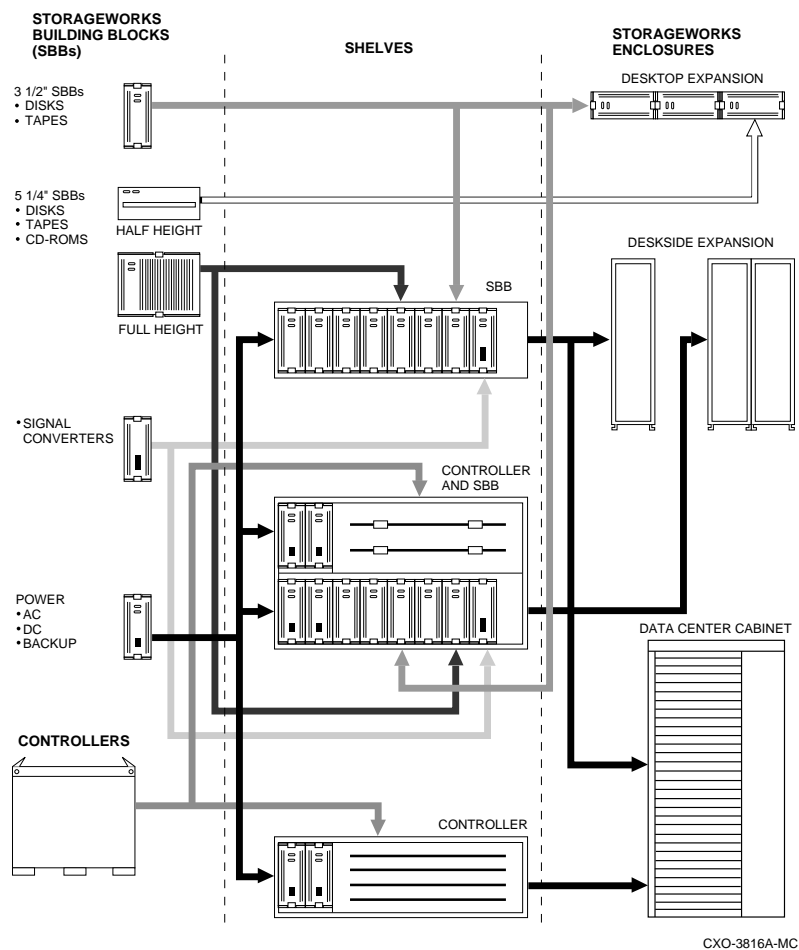 STORAGEWORKS
BUILDING BLOCKS
(SBBs)
SHELVES
STORAGEWORKS
ENCLOSURES
3 1/2" SBBs
• DISKS
• TAPES
DESKTOP EXPANSION
5 1/4" SBBs
• DISKS
• TAPES
• CD-ROMS
HALF HEIGHT
FULL HEIGHT
SBB
DESKSIDE EXPANSION
• SIGNAL
CONVERTERS
CONTROLLER
AND SBB
POWER
• AC
• DC
• BACKUP
DATA CENTER CABINET
CONTROLLERS
CONTROLLER
CXO-3816A-MC